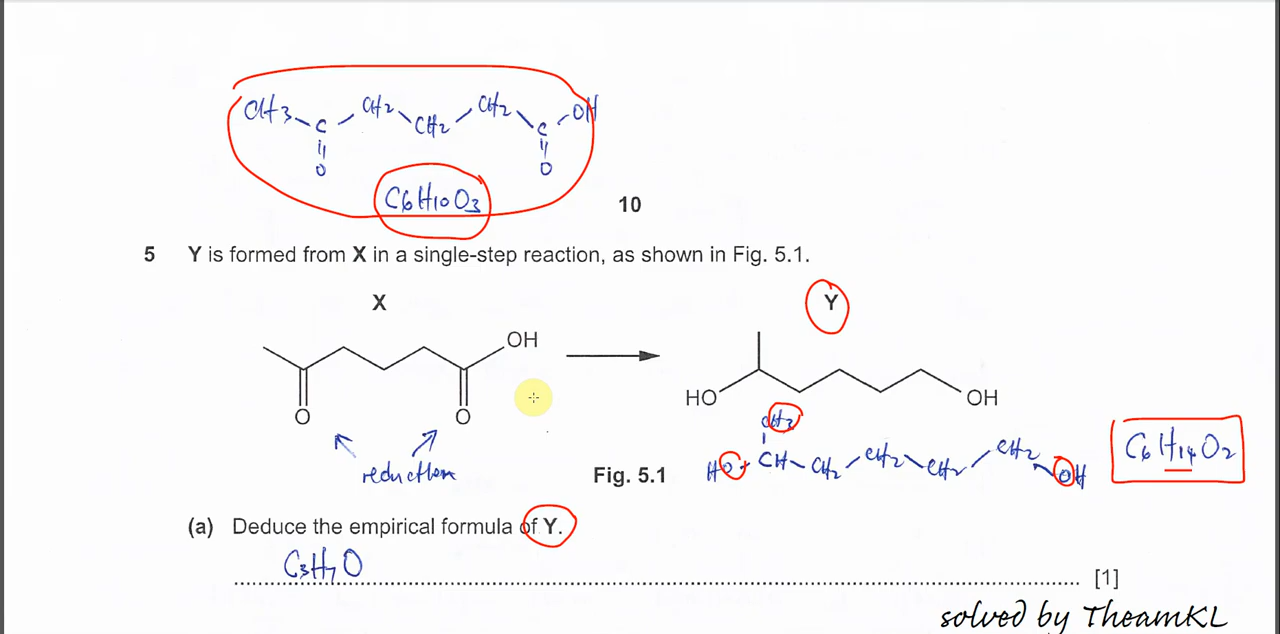 CH3 C CH2 CH2 CH2 C OH
O O
C6H10O3
10
5 Y is formed from X in a single-step reaction, as shown in Fig. 5.1.
X Y
OH
O O
HO OH
reduction
CH3
HO CH CH2 CH2 CH2 CH2 OH
C6H14O2
Fig. 5.1
(a) Deduce the empirical formula of Y.
C3H7O
[1]
solved by TheamKL